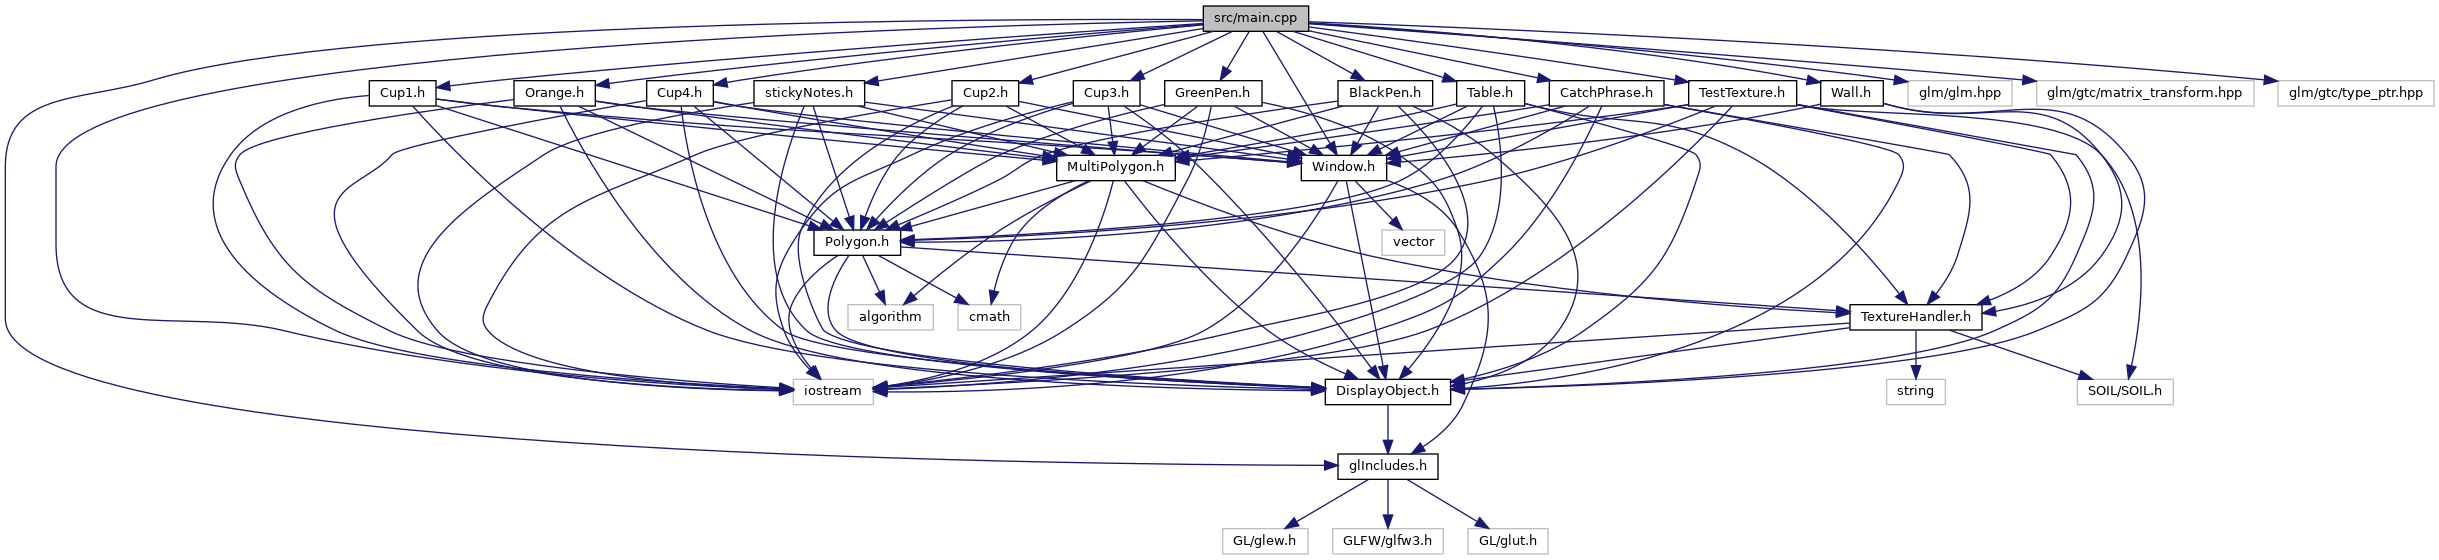 src/main.cpp
Cup1.h
Orange.h
Cup4.h
stickyNotes.h
Cup2.h
Cup3.h
GreenPen.h
BlackPen.h
Table.h
CatchPhrase.h
TestTexture.h
Wall.h
glm/glm.hpp
glm/gtc/matrix_transform.hpp
glm/gtc/type_ptr.hpp
MultiPolygon.h
Window.h
Polygon.h
vector
algorithm
cmath
TextureHandler.h
iostream
DisplayObject.h
string
SOIL/SOIL.h
glIncludes.h
GL/glew.h
GLFW/glfw3.h
GL/glut.h